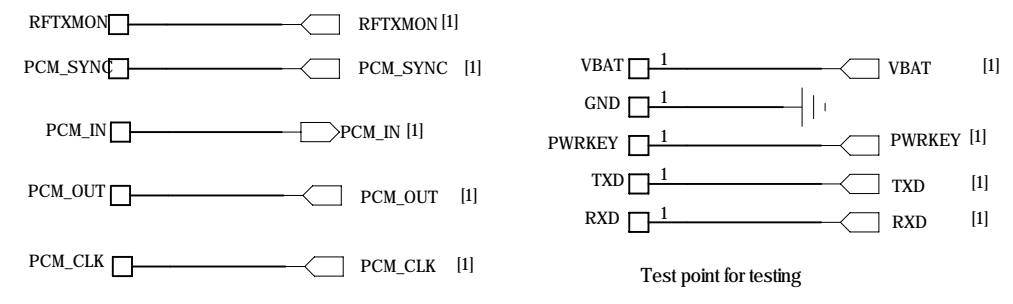 RFTXMON RFTXMON [1]
PCM_SYNC PCM_SYNC [1]
PCM_IN PCM_IN [1]
PCM_OUT PCM_OUT [1]
PCM_CLK PCM_CLK [1]
VBAT 1 VBAT [1]
GND 1
PWRKEY 1 PWRKEY [1]
TXD 1 TXD [1]
RXD 1 RXD [1]
Test point for testing